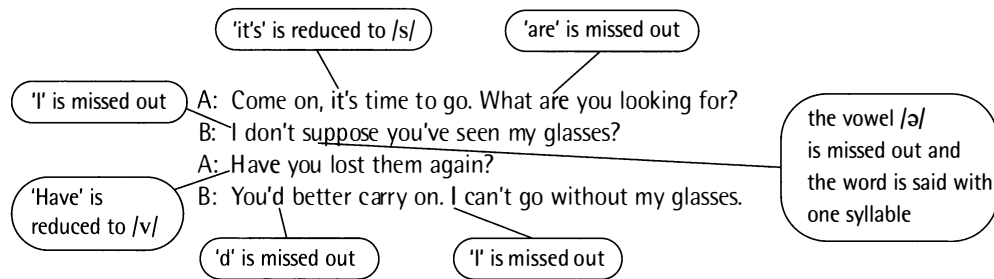 'it's' is reduced to /s/
'are' is missed out
'I' is missed out
A: Come on, it's time to go. What are you looking for?
B: I don't suppose you've seen my glasses?
A: Have you lost them again?
B: You'd better carry on. I can't go without my glasses.
the vowel /ə/
is missed out and
the word is said with
one syllable
'Have' is
reduced to /v/
'd' is missed out
'I' is missed out